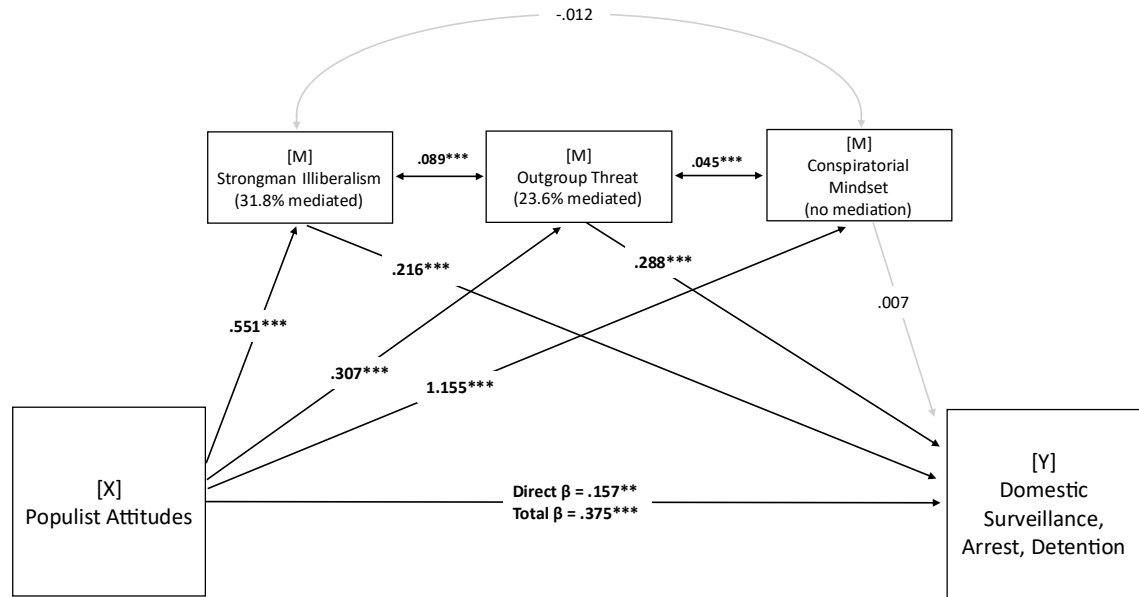 -.012
[M]
Strongman Illiberalism
(31.8% mediated)
.089***
[M]
Outgroup Threat
(23.6% mediated)
.045***
[M]
Conspiratorial
Mindset
(no mediation)
.216***
.288***
.007
.551***
.307***
1.155***
[X]
Populist Attitudes
Direct β = .157**
Total β = .375***
[Y]
Domestic
Surveillance,
Arrest, Detention